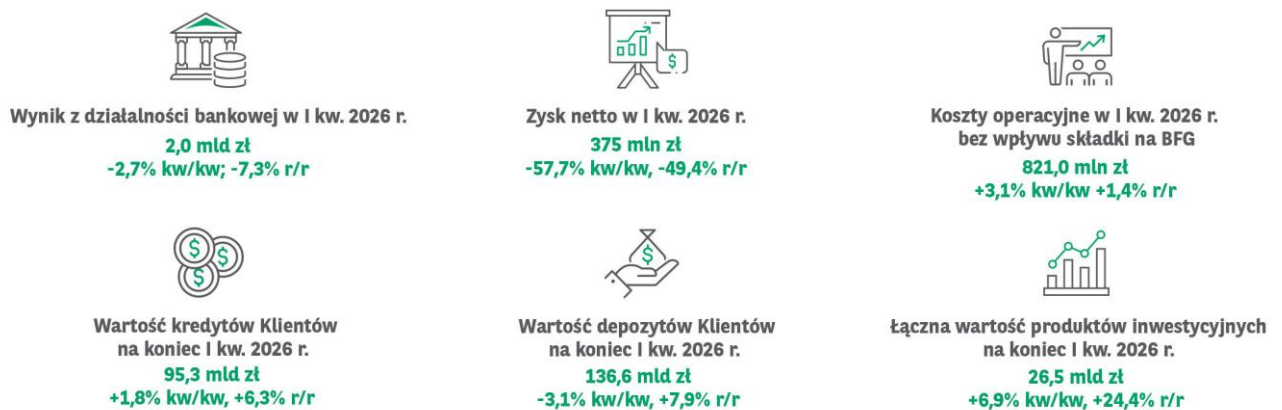 Wynik z działalności bankowej w I kw. 2026 r.
2,0 mld zł
-2,7% kw/kw; -7,3% r/r
$
Zysk netto w I kw. 2026 r.
375 mln zł
-57,7% kw/kw, -49,4% r/r
Koszty operacyjne w I kw. 2026 r.
bez wpływu składki na BFG
821,0 mln zł
+3,1% kw/kw +1,4% r/r
$
$
$
Wartość kredytów Klientów
na koniec I kw. 2026 r.
95,3 mld zł
+1,8% kw/kw, +6,3% r/r
$
Wartość depozytów Klientów
na koniec I kw. 2026 r.
136,6 mld zł
-3,1% kw/kw, +7,9% r/r
Łączna wartość produktów inwestycyjnych
na koniec I kw. 2026 r.
26,5 mld zł
+6,9% kw/kw, +24,4% r/r